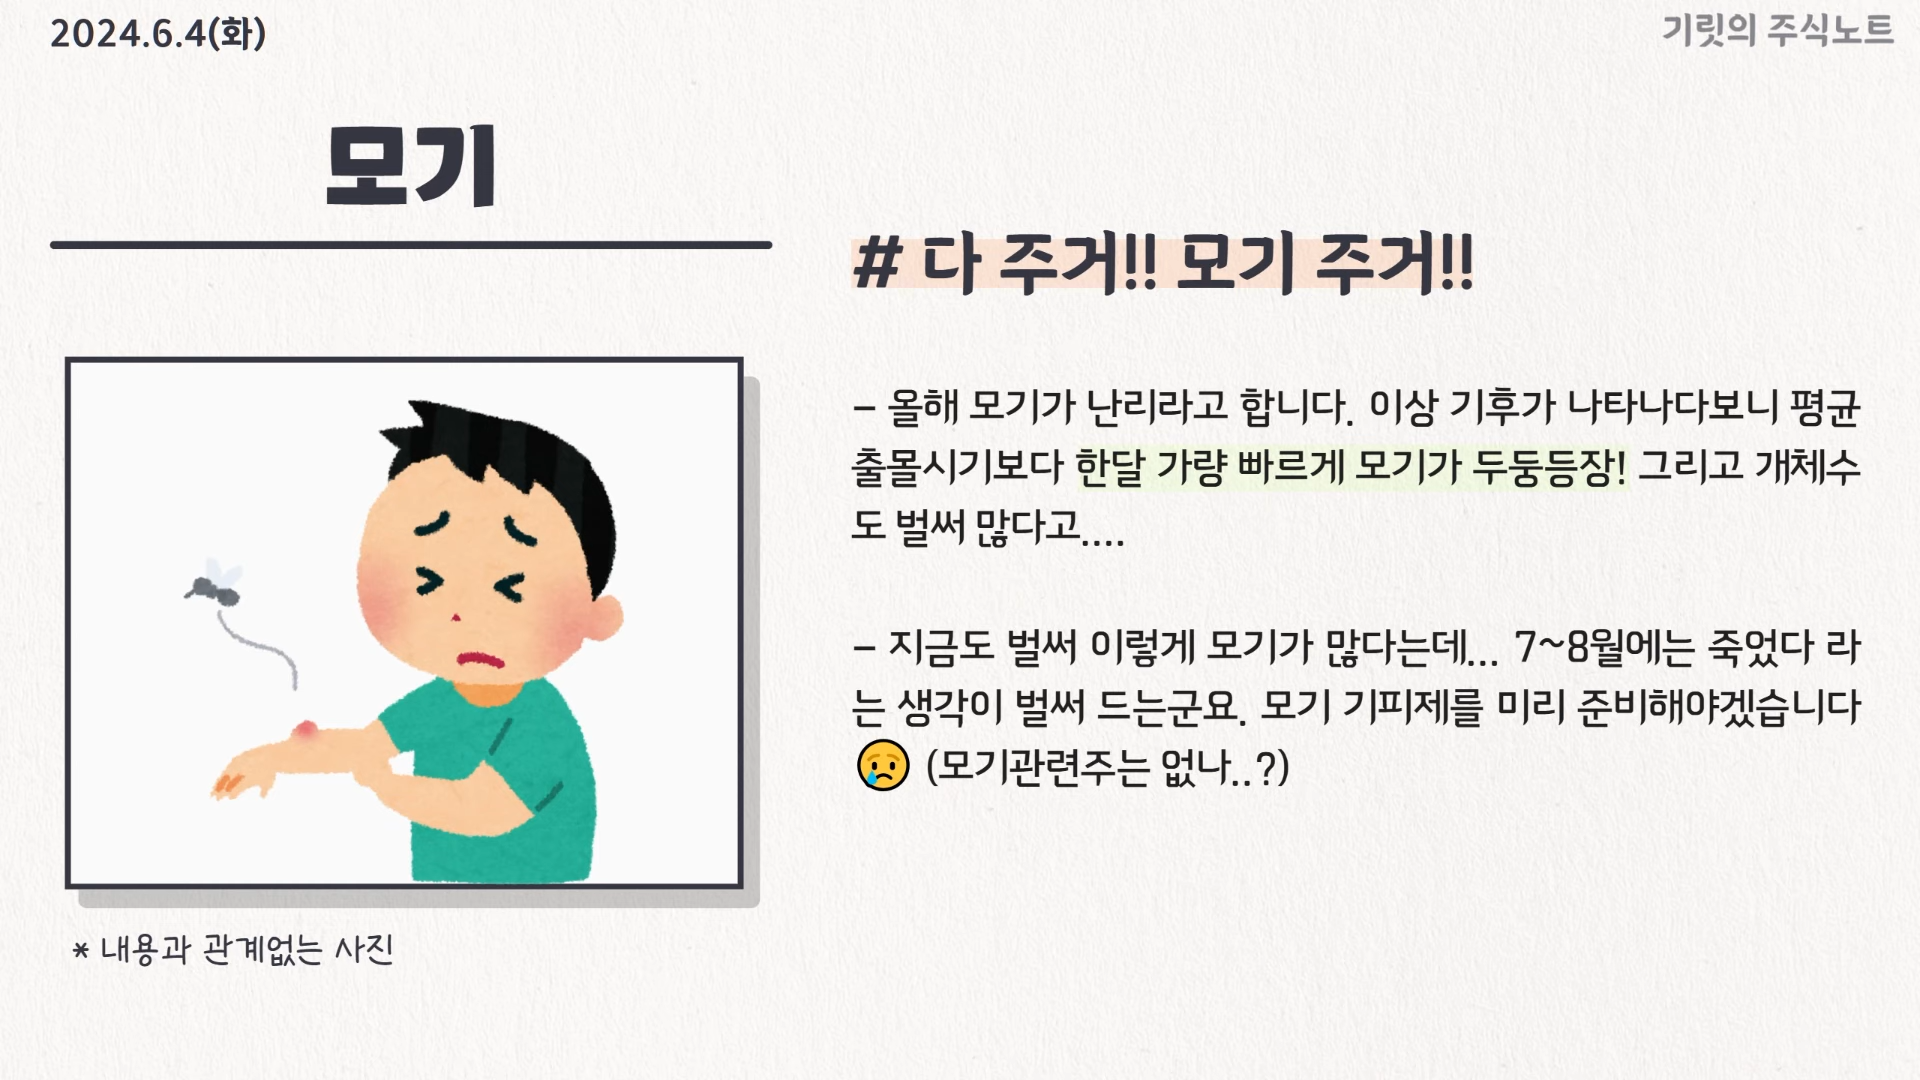 2024.6.4(화)
기릿의 주식노트
모기
# 다 주거!! 모기 주거!!
– 올해 모기가 난리라고 합니다. 이상 기후가 나타나다보니 평균
출몰시기보다 한달 가량 빠르게 모기가 두둥등장! 그리고 개체수
도 벌써 많다고....
– 지금도 벌써 이렇게 모기가 많다는데... 7~8월에는 죽었다 라
는 생각이 벌써 드는군요. 모기 기피제를 미리 준비해야겠습니다
😢 (모기관련주는 없나..?)
* 내용과 관계없는 사진